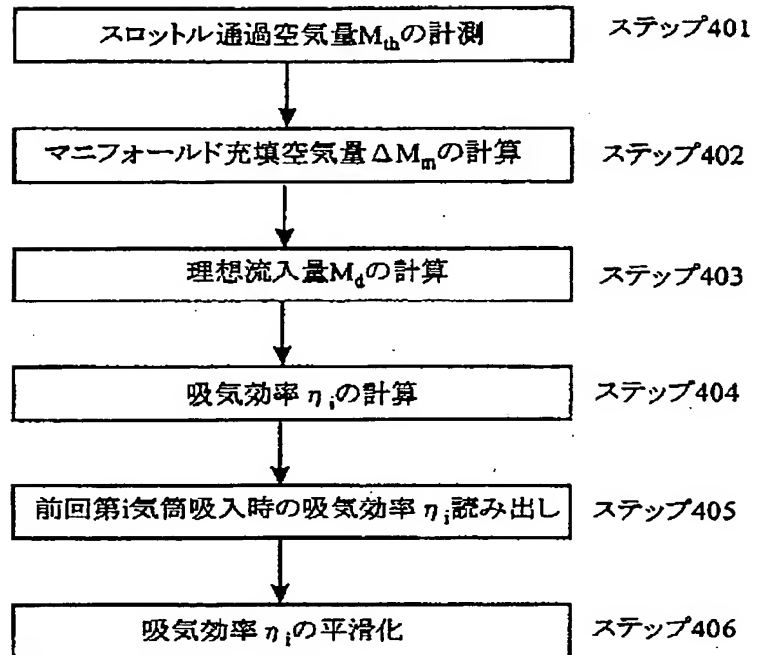 スロットル通過空気量Mthの計測 ステップ401
マニフォールド充填空気量ΔMmの計算 ステップ402
理想流入量Mdの計算 ステップ403
吸気効率ηiの計算 ステップ404
前回第i気筒吸入時の吸気効率ηi読み出し ステップ405
吸気効率ηiの平滑化 ステップ406